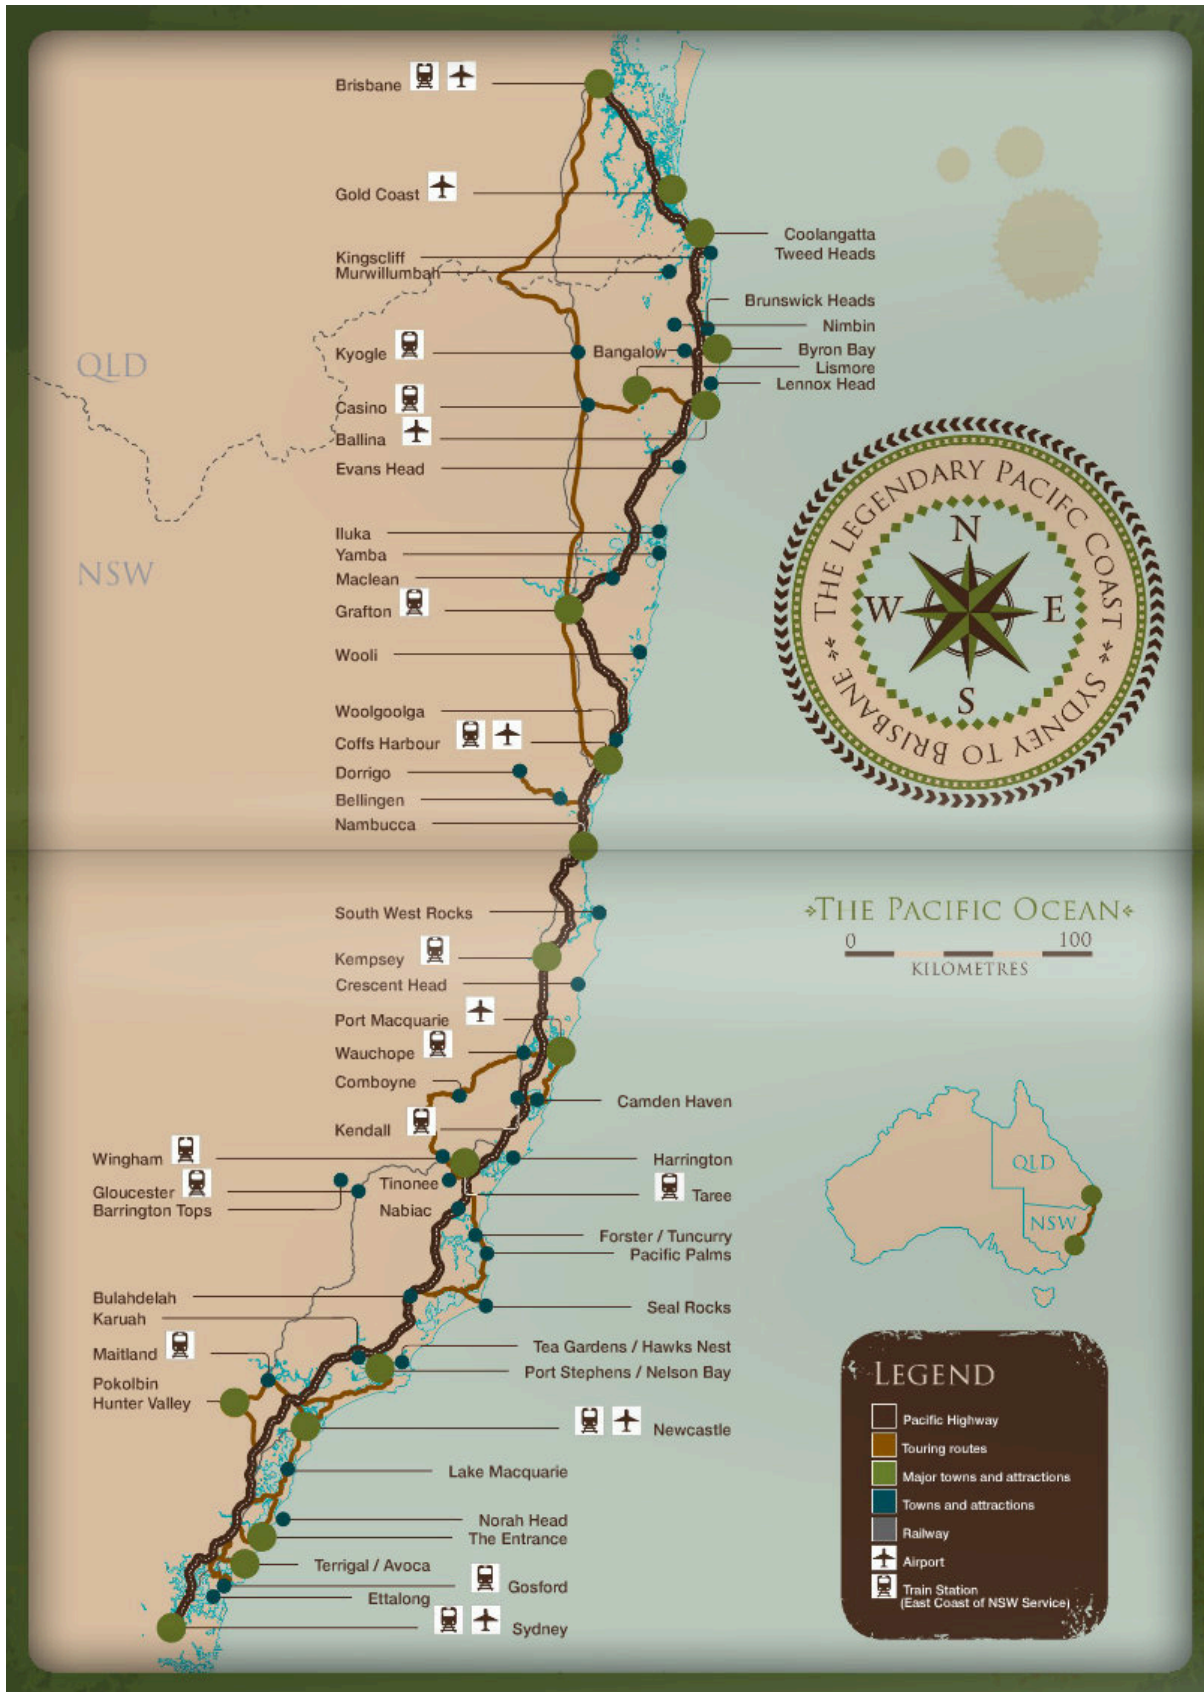 Brisbane
Gold Coast
Coolangatta
Kingscliff
Tweed Heads
Murwillumbah
Brunswick Heads
Nimbin
Kyogle
Bangalow
Byron Bay
Lismore
QLD
Lennox Head
Casino
Ballina
Evans Head
Iluka
Yamba
NSW
Maclean
Grafton
Wooli
Woolgoolga
Coffs Harbour
Dorrigo
Bellingen
Nambucca
THE LEGENDARY PACIFC COAST
SYDNEY TO BRISBANE
N
W
E
S
South West Rocks
THE PACIFIC OCEAN
0 100
KILOMETRES
Kempsey
Crescent Head
Port Macquarie
Wauchope
Comboyne
Camden Haven
Kendall
Wingham
Harrington
Gloucester
Tinonee
Taree
Barrington Tops
Nabiac
Forster / Tuncurry
Pacific Palms
QLD
NSW
Bulahdelah
Seal Rocks
Karuah
Tea Gardens / Hawks Nest
Maitland
Port Stephens / Nelson Bay
Pokolbin
Hunter Valley
Newcastle
Lake Macquarie
Norah Head
The Entrance
Terrigal / Avoca
Gosford
Ettalong
Sydney
LEGEND
Pacific Highway
Touring routes
Major towns and attractions
Towns and attractions
Railway
Airport
Train Station
(East Coast of NSW Service)